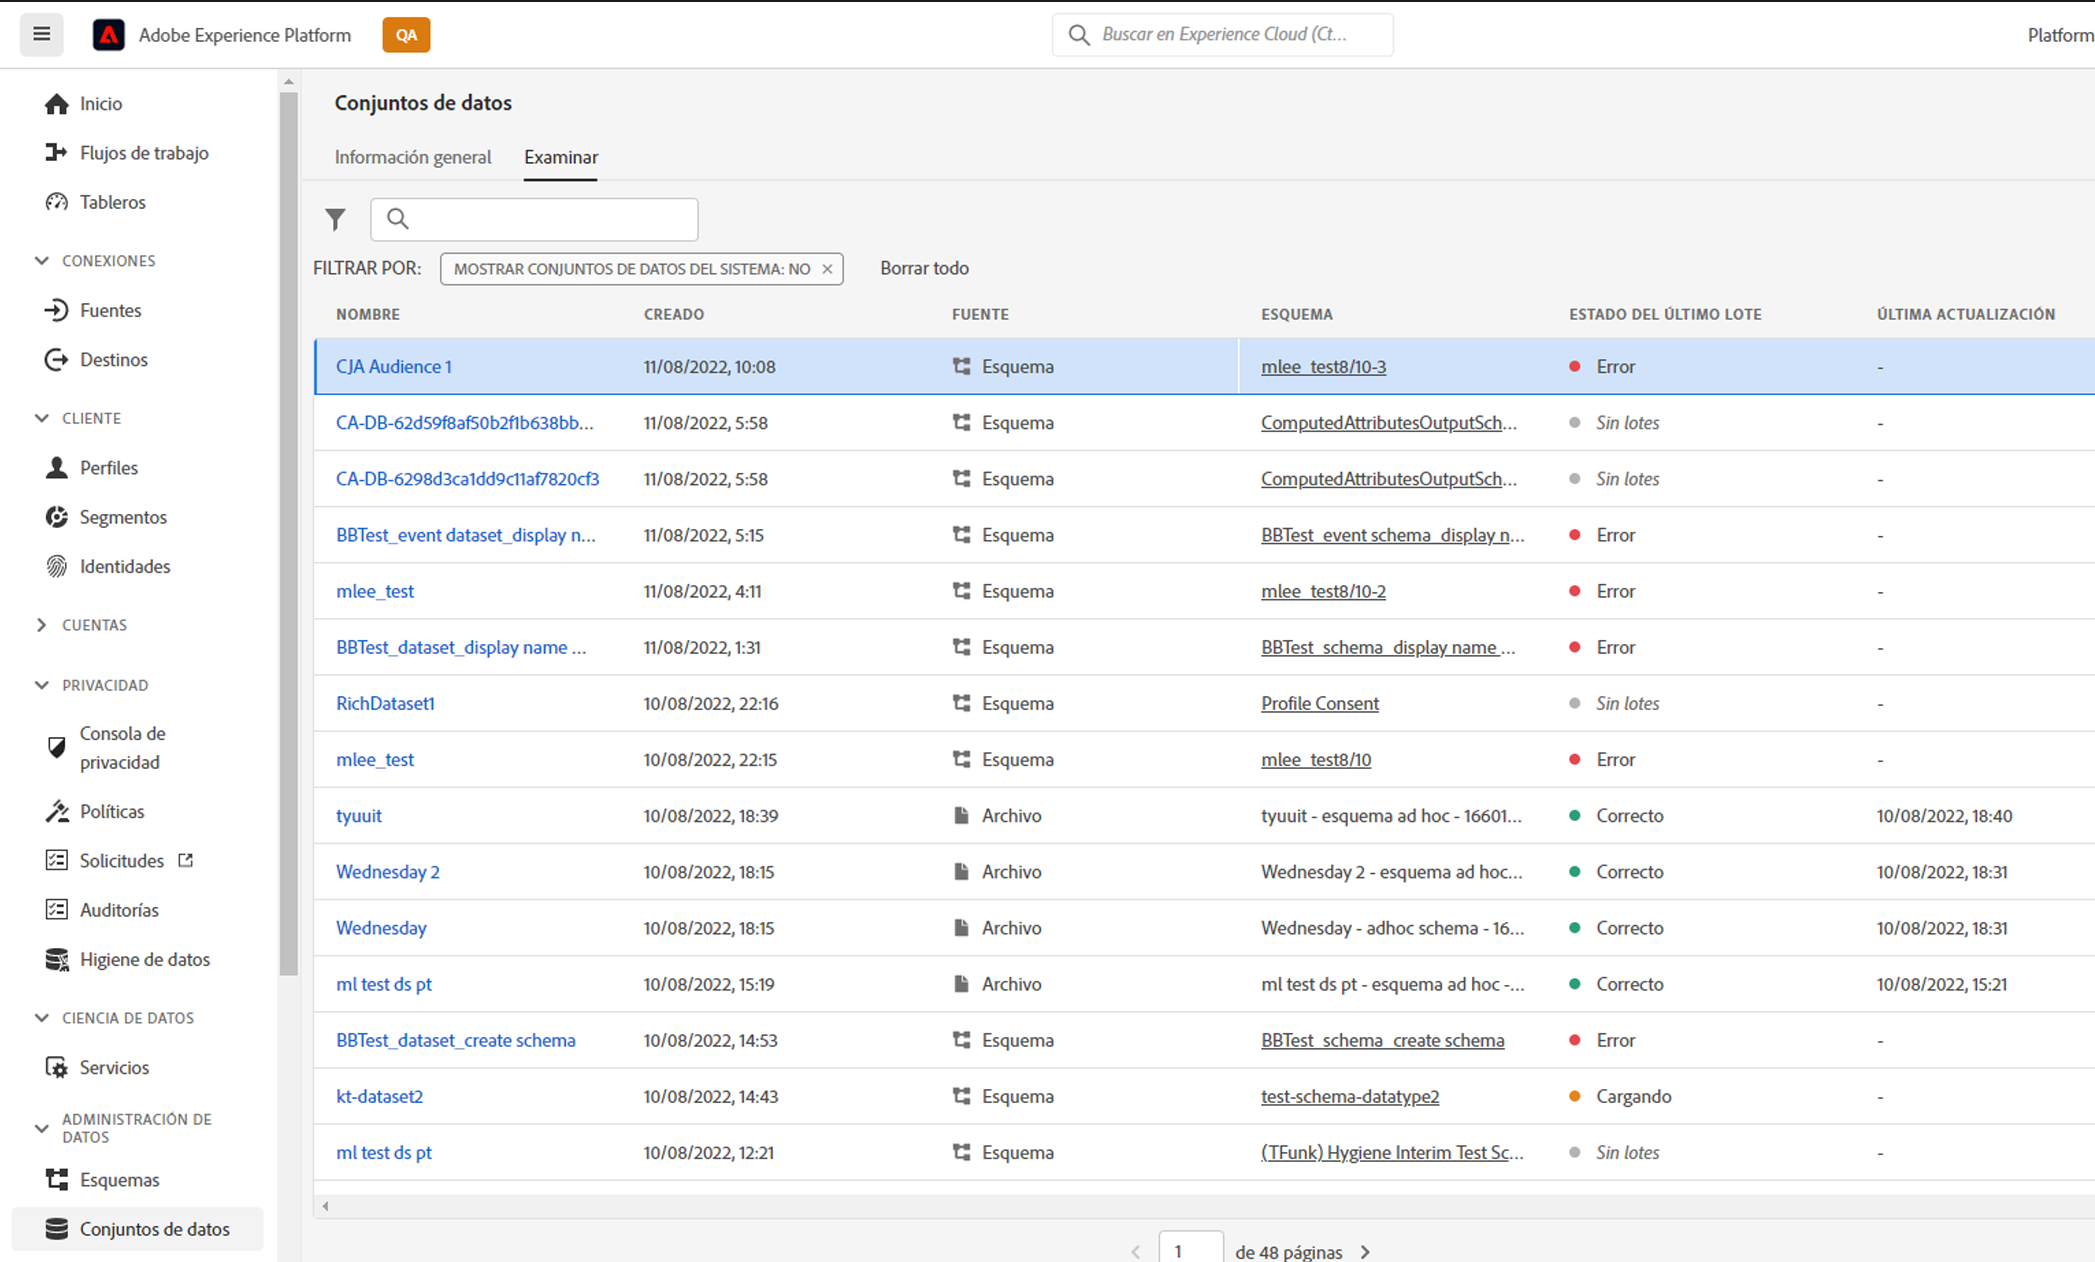 Adobe Experience Platform
QA
Buscar en Experience Cloud (Ct...
Platform
Inicio
Flujos de trabajo
Tableros
CONEXIONES
Fuentes
Destinos
CLIENTE
Perfiles
Segmentos
Identidades
CUENTAS
PRIVACIDAD
Consola de
privacidad
Políticas
Solicitudes
Auditorías
Higiene de datos
CIENCIA DE DATOS
Servicios
ADMINISTRACIÓN DE
DATOS
Esquemas
Conjuntos de datos
Conjuntos de datos
Información general Examinar
FILTRAR POR: MOSTRAR CONJUNTOS DE DATOS DEL SISTEMA: NO × Borrar todo
NOMBRE CREADO FUENTE ESQUEMA ESTADO DEL ÚLTIMO LOTE ÚLTIMA ACTUALIZACIÓN
CJA Audience 1 11/08/2022, 10:08 Esquema mlee_test8/10-3 Error -
CA-DB-62d59f8af50b2f1b638bb... 11/08/2022, 5:58 Esquema ComputedAttributesOutputSch... Sin lotes -
CA-DB-6298d3ca1dd9c11af7820cf3 11/08/2022, 5:58 Esquema ComputedAttributesOutputSch... Sin lotes -
BBTest_event dataset_display n... 11/08/2022, 5:15 Esquema BBTest_event schema_display n... Error -
mlee_test 11/08/2022, 4:11 Esquema mlee_test8/10-2 Error -
BBTest_dataset_display name ... 11/08/2022, 1:31 Esquema BBTest_schema_display name ... Error -
RichDataset1 10/08/2022, 22:16 Esquema Profile Consent Sin lotes -
mlee_test 10/08/2022, 22:15 Esquema mlee_test8/10 Error -
tyuuit 10/08/2022, 18:39 Archivo tyuuit - esquema ad hoc - 16601... Correcto 10/08/2022, 18:40
Wednesday 2 10/08/2022, 18:15 Archivo Wednesday 2 - esquema ad hoc... Correcto 10/08/2022, 18:31
Wednesday 10/08/2022, 18:15 Archivo Wednesday - adhoc schema - 16... Correcto 10/08/2022, 18:31
ml test ds pt 10/08/2022, 15:19 Archivo ml test ds pt - esquema ad hoc -... Correcto 10/08/2022, 15:21
BBTest_dataset_create schema 10/08/2022, 14:53 Esquema BBTest_schema_create schema Error -
kt-dataset2 10/08/2022, 14:43 Esquema test-schema-datatype2 Cargando -
ml test ds pt 10/08/2022, 12:21 Esquema (TFunk) Hygiene Interim Test Sc... Sin lotes -
1 de 48 páginas